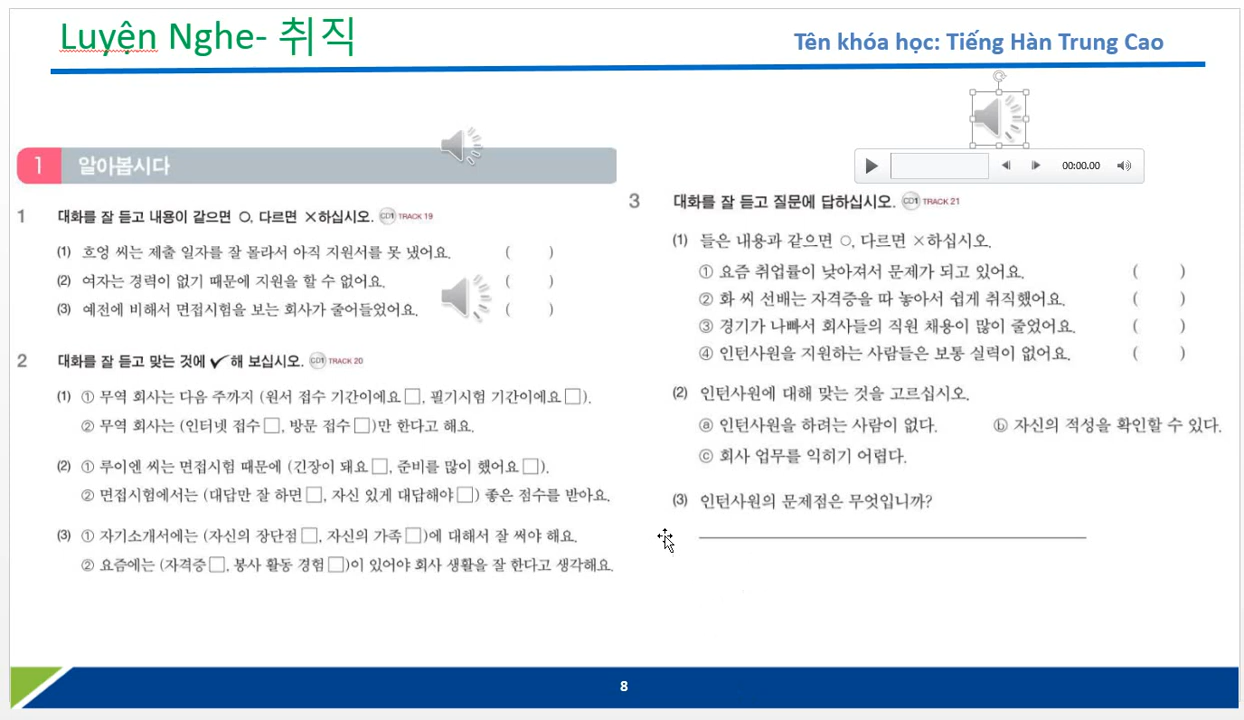 Luyện Nghe- 취직
Tên khóa học: Tiếng Hàn Trung Cao
1 알아봅시다
1 대화를 잘 듣고 내용이 같으면 ○, 다르면 ×하십시오. CD1 TRACK 19
(1) 흐엉 씨는 제출 일자를 잘 몰라서 아직 지원서를 못 냈어요. ( )
(2) 여자는 경력이 없기 때문에 지원을 할 수 없어요. ( )
(3) 예전에 비해서 면접시험을 보는 회사가 줄어들었어요. ( )
2 대화를 잘 듣고 맞는 것에 ✓해 보십시오. CD1 TRACK 20
(1) ① 무역 회사는 다음 주까지 (원서 접수 기간이에요 □, 필기시험 기간이에요 □).
② 무역 회사는 (인터넷 접수 □, 방문 접수 □)만 한다고 해요.
(2) ① 루이엔 씨는 면접시험 때문에 (긴장이 돼요 □, 준비를 많이 했어요 □).
② 면접시험에서는 (대답만 잘 하면 □, 자신 있게 대답해야 □) 좋은 점수를 받아요.
(3) ① 자기소개서에는 (자신의 장단점 □, 자신의 가족 □)에 대해서 잘 써야 해요.
② 요즘에는 (자격증 □, 봉사 활동 경험 □)이 있어야 회사 생활을 잘 한다고 생각해요.
00:00.00
3 대화를 잘 듣고 질문에 답하십시오. CD1 TRACK 21
(1) 들은 내용과 같으면 ○, 다르면 ×하십시오.
① 요즘 취업률이 낮아져서 문제가 되고 있어요. ( )
② 화 씨 선배는 자격증을 따 놓아서 쉽게 취직했어요. ( )
③ 경기가 나빠서 회사들의 직원 채용이 많이 줄었어요. ( )
④ 인턴사원을 지원하는 사람들은 보통 실력이 없어요. ( )
(2) 인턴사원에 대해 맞는 것을 고르십시오.
ⓐ 인턴사원을 하려는 사람이 없다. ⓑ 자신의 적성을 확인할 수 있다.
ⓒ 회사 업무를 익히기 어렵다.
(3) 인턴사원의 문제점은 무엇입니까?
8